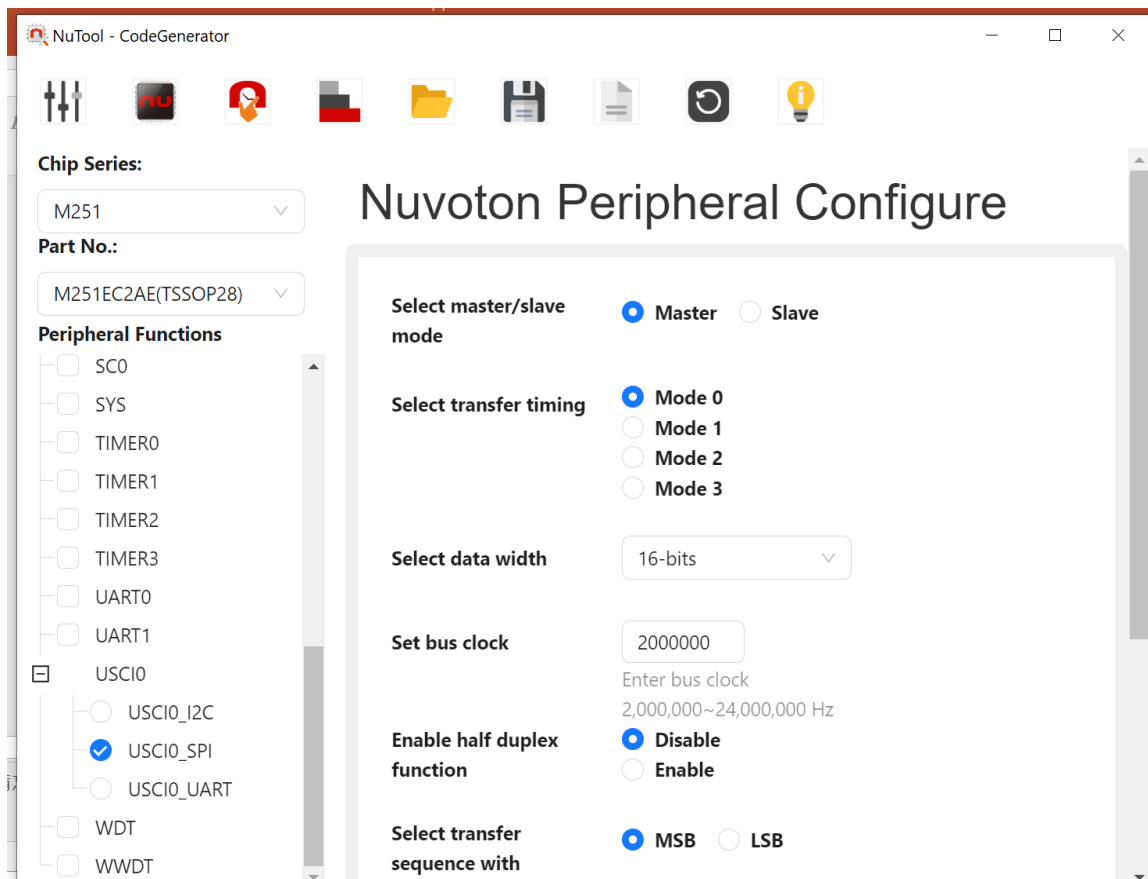 NuTool - CodeGenerator
nu
Chip Series:
M251
Part No.:
M251EC2AE(TSSOP28)
Peripheral Functions
SC0
SYS
TIMER0
TIMER1
TIMER2
TIMER3
UART0
UART1
USCI0
USCI0_I2C
USCI0_SPI
USCI0_UART
WDT
WWDT
Nuvoton Peripheral Configure
Select master/slave
mode
Master
Slave
Select transfer timing
Mode 0
Mode 1
Mode 2
Mode 3
Select data width
16-bits
Set bus clock
2000000
Enter bus clock
2,000,000~24,000,000 Hz
Enable half duplex
function
Disable
Enable
Select transfer
sequence with
MSB
LSB